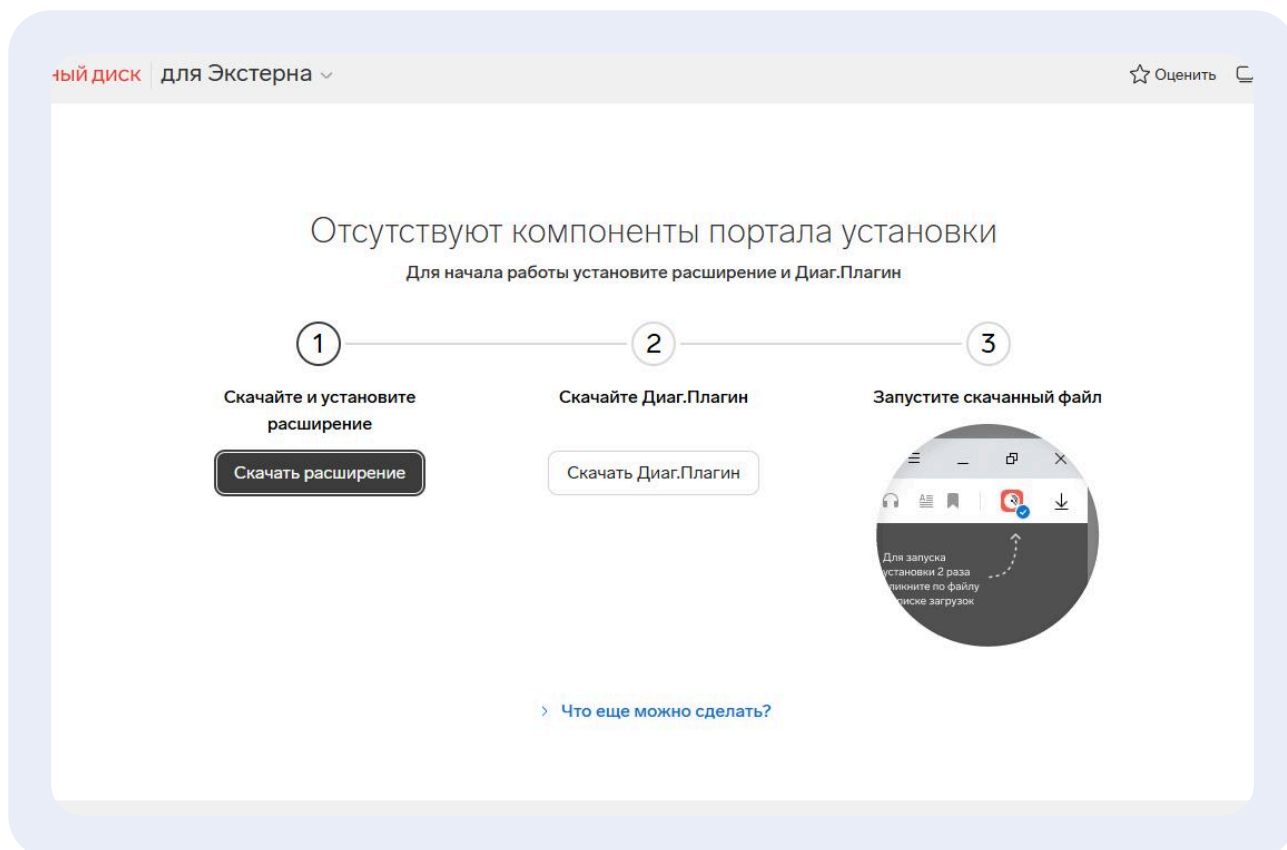 ный диск для Экстерна
Оценить
Отсутствуют компоненты портала установки
Для начала работы установите расширение и Диаг.Плагин
1
2
3
Скачайте и установите
расширение
Скачайте Диаг.Плагин
Запустите скачанный файл
Скачать расширение
Скачать Диаг.Плагин
Для запуска
установки 2 раза
ликните по файлу
писке загрузок
Что еще можно сделать?